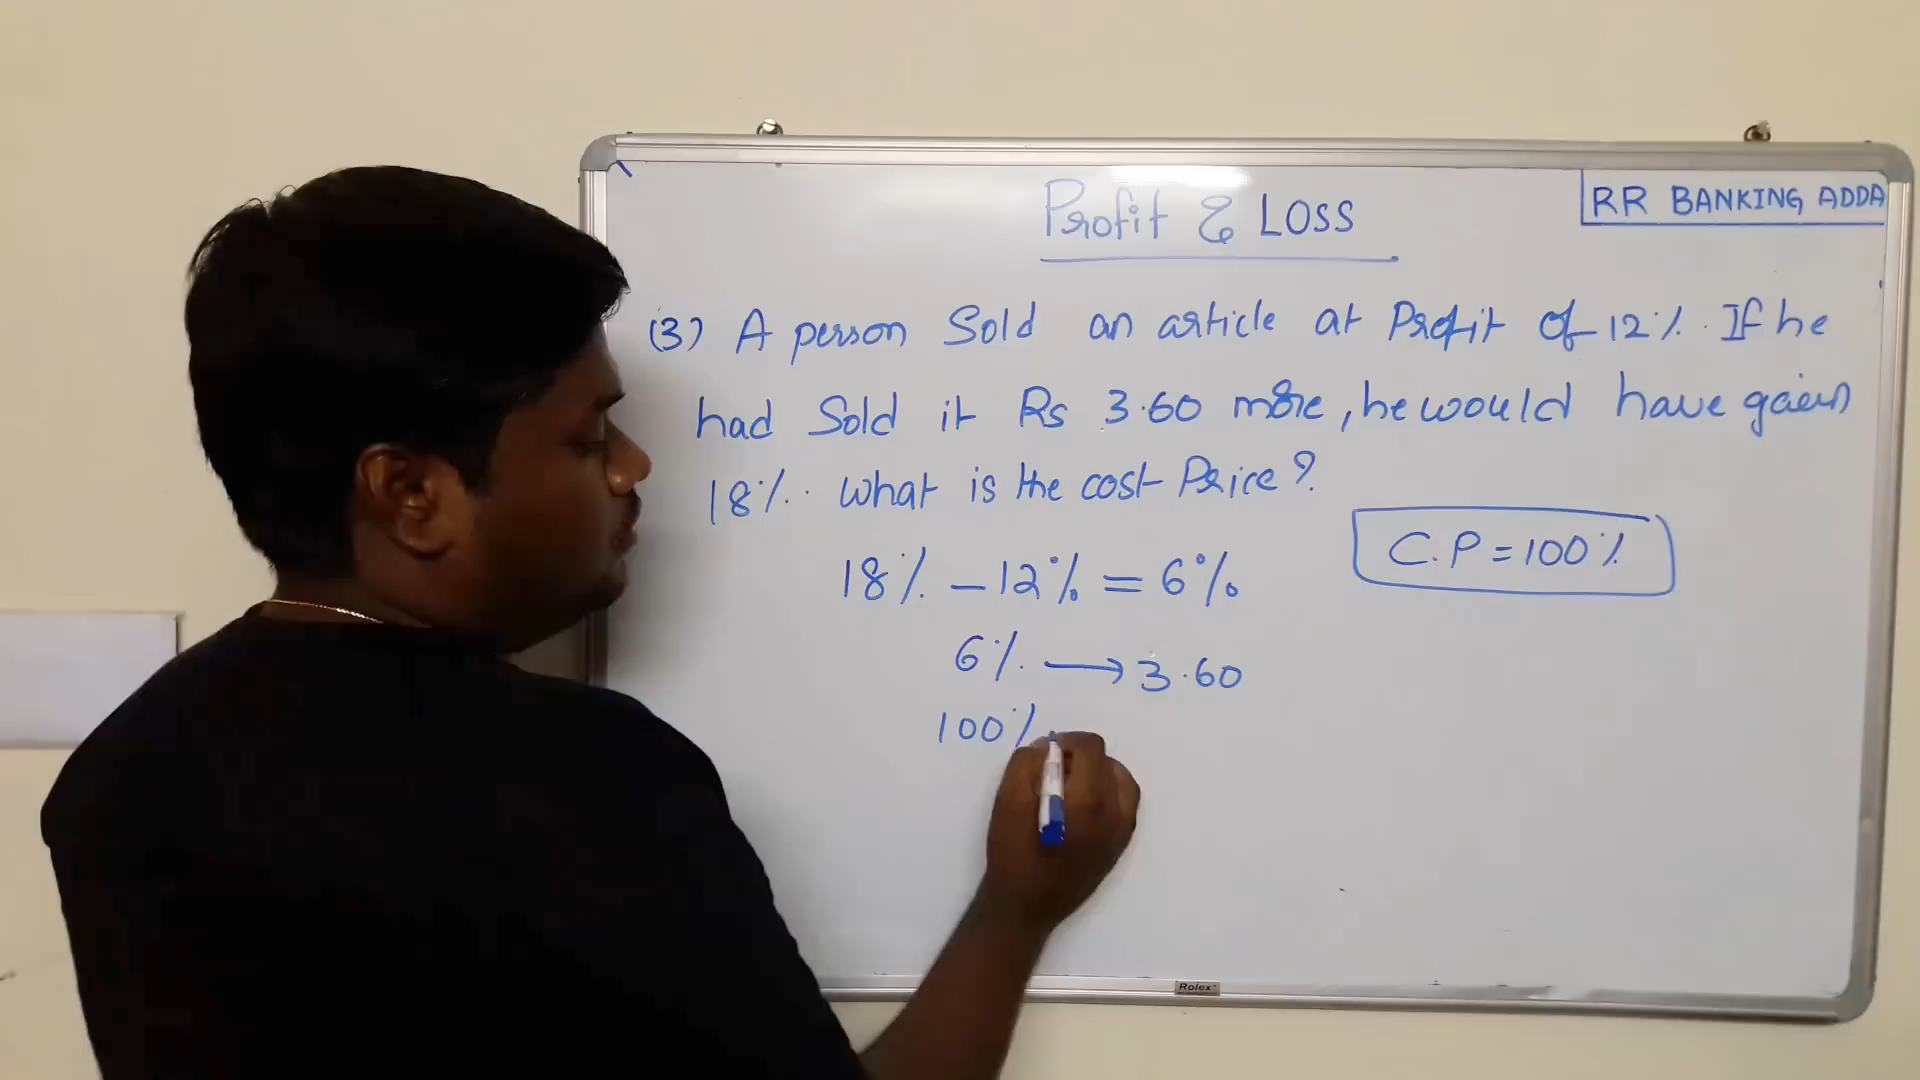 Profit & LOSS
RR BANKING ADDA
(3) A person Sold an article at Profit of 12%. If he
had Sold it Rs 3.60 more, he would have gain
18%. What is the cost Price?
C.P = 100%
18% - 12% = 6%
6% → 3.60
100%
Rolex